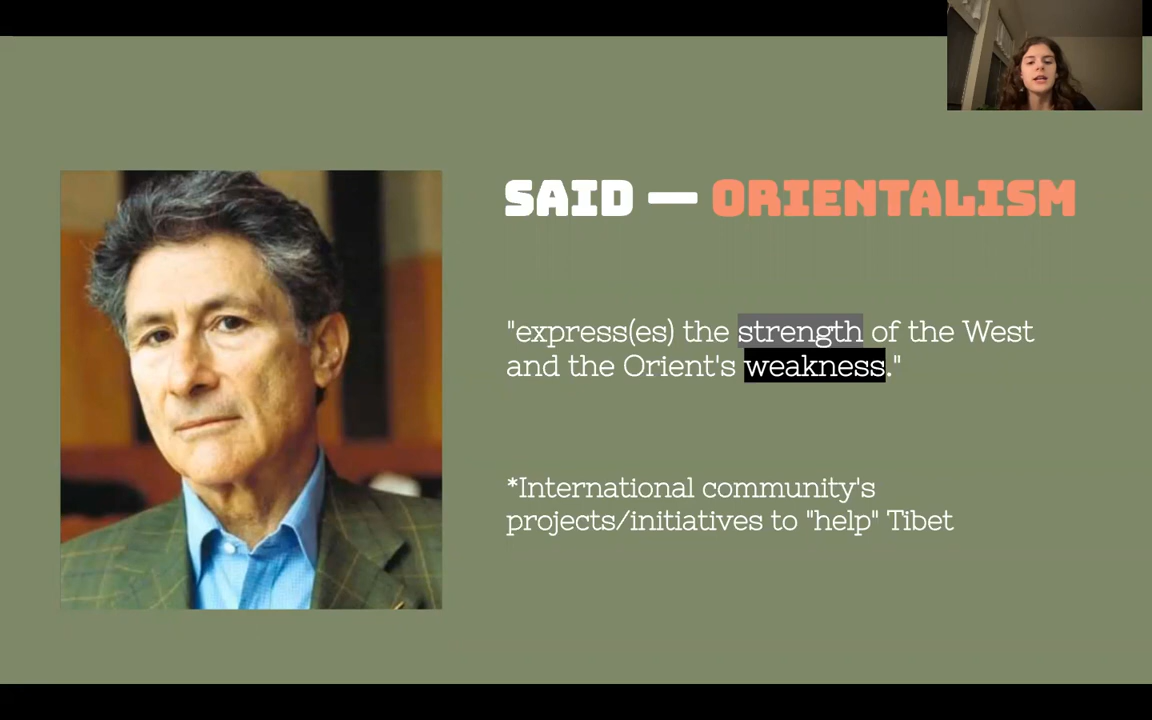 SAID — ORIENTALISM
"express(es) the strength of the West
and the Orient's weakness."
*International community's
projects/initiatives to "help" Tibet